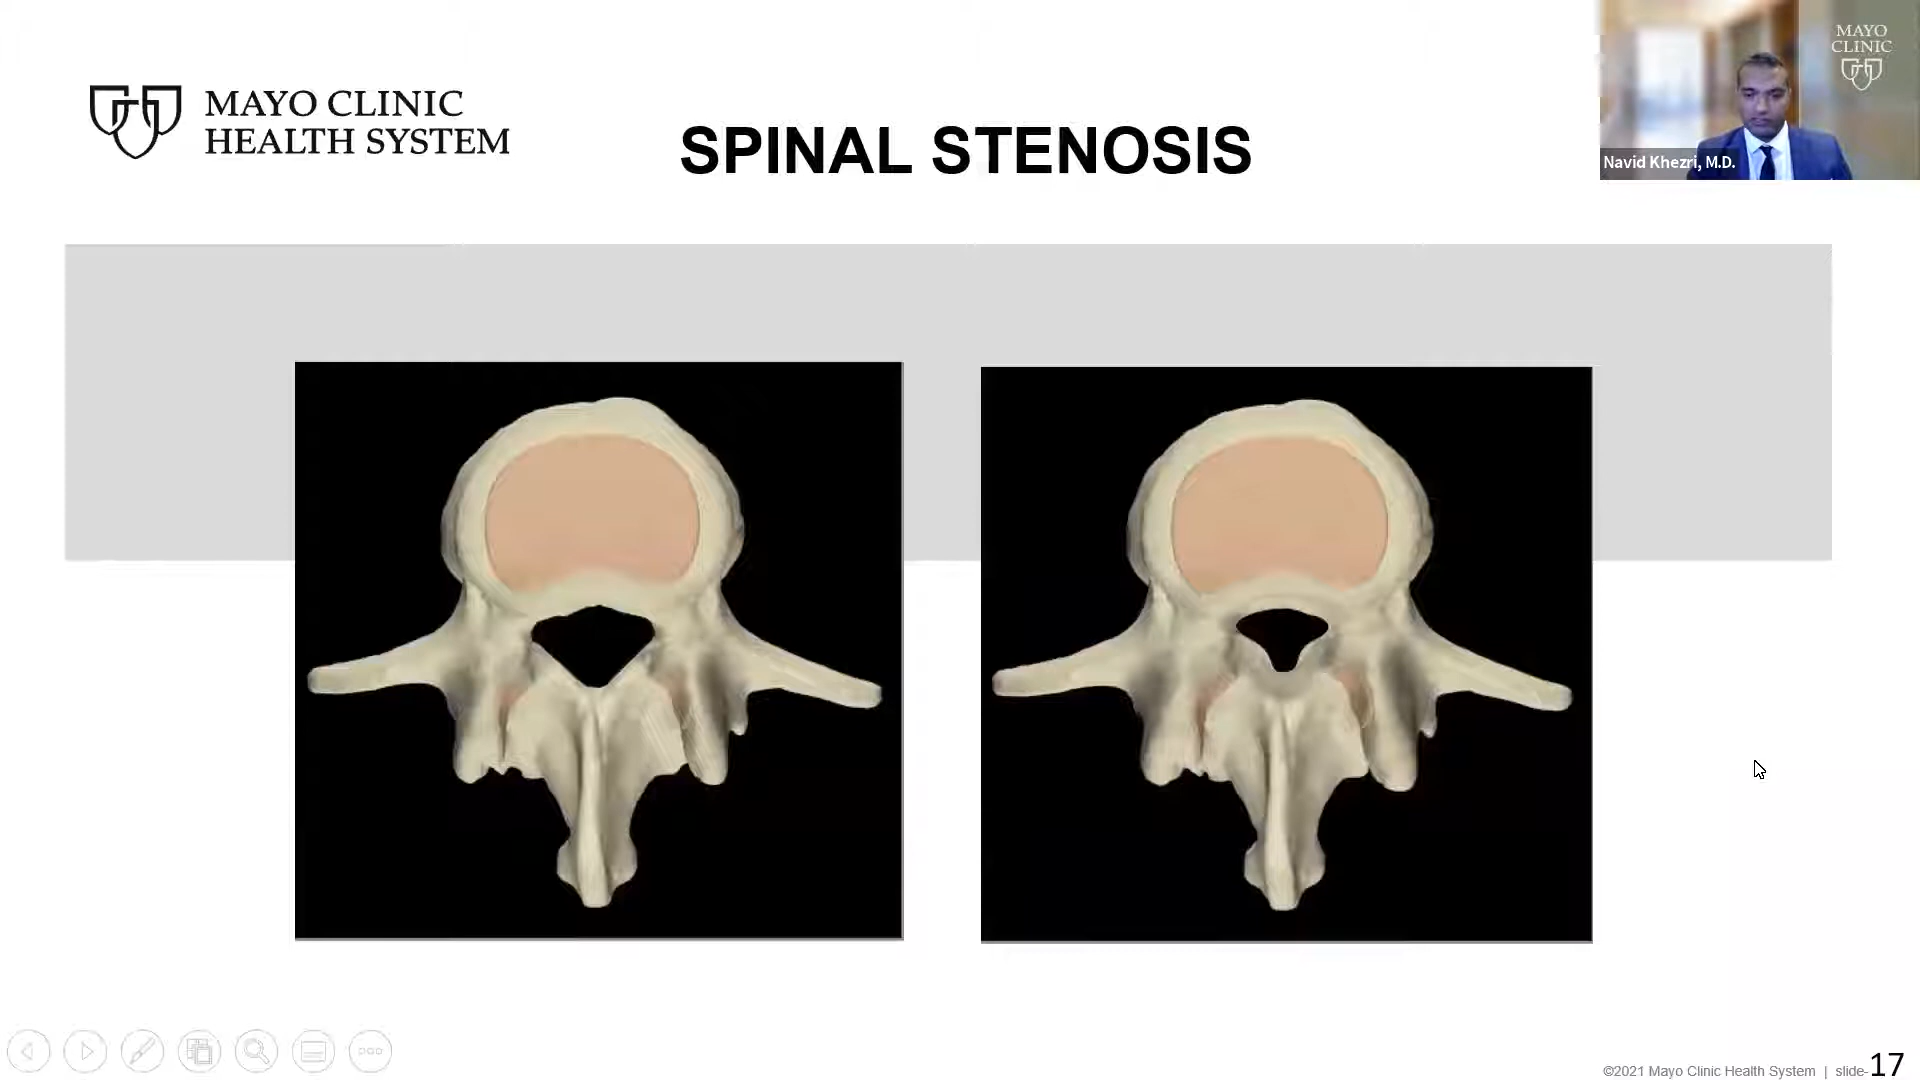 MAYO CLINIC
HEALTH SYSTEM
SPINAL STENOSIS
MAYO
CLINIC
Navid Khezri, M.D.
©2021 Mayo Clinic Health System | slide-17